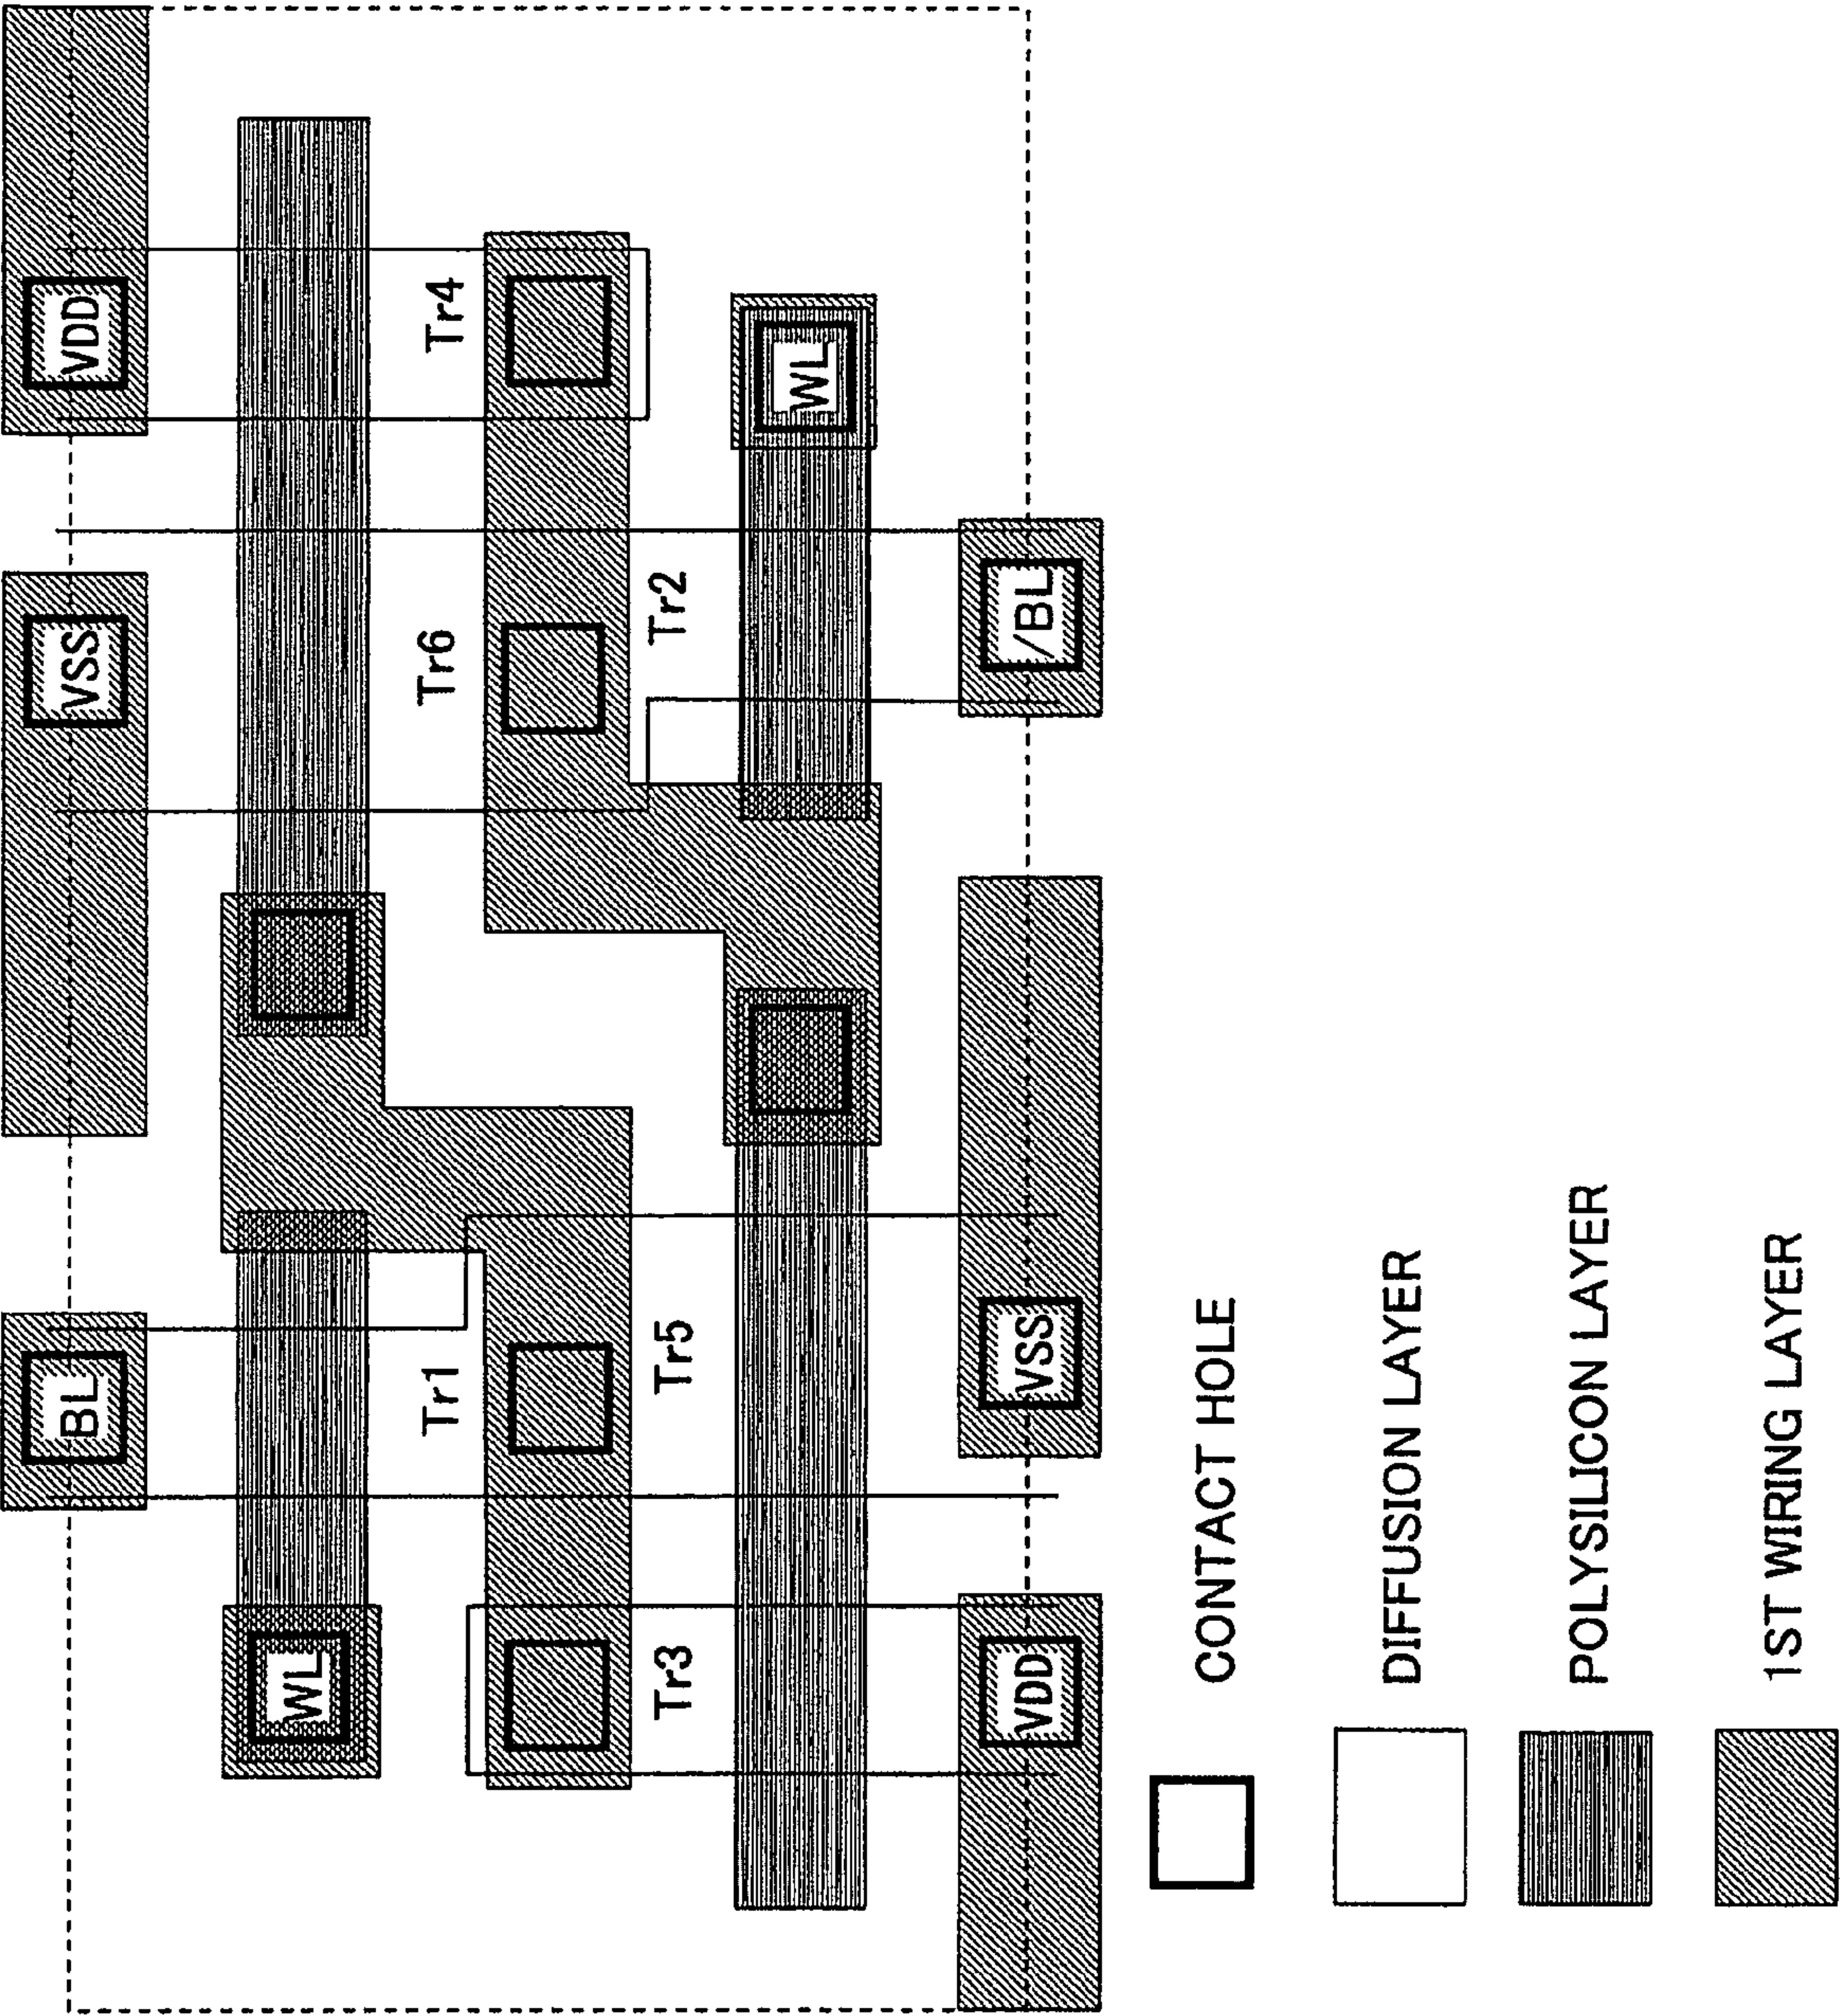 BL
VSS
VDD
WL
Tr1
Tr6
Tr4
Tr3
Tr5
Tr2
WL
VDD
VSS
/BL
CONTACT HOLE
DIFFUSION LAYER
POLYSILICON LAYER
1ST WIRING LAYER